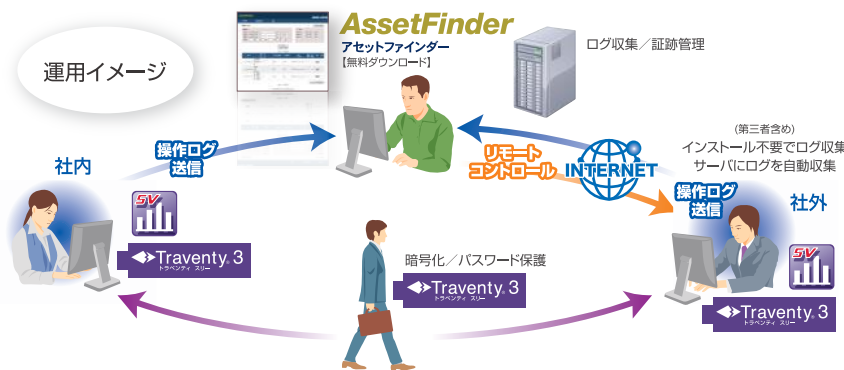 運用イメージ
AssetFinder
アセットファインダー
【無料ダウンロード】
ログ収集／証跡管理
(第三者含め)
インストール不要でログ収集
サーバにログを自動収集
操作ログ
送信
リモート
コントロール
INTERNET
操作ログ
送信
社内
社外
SV
Traventy® 3
トラベンティ スリー
暗号化／パスワード保護
Traventy® 3
トラベンティ スリー
SV
Traventy® 3
トラベンティ スリー